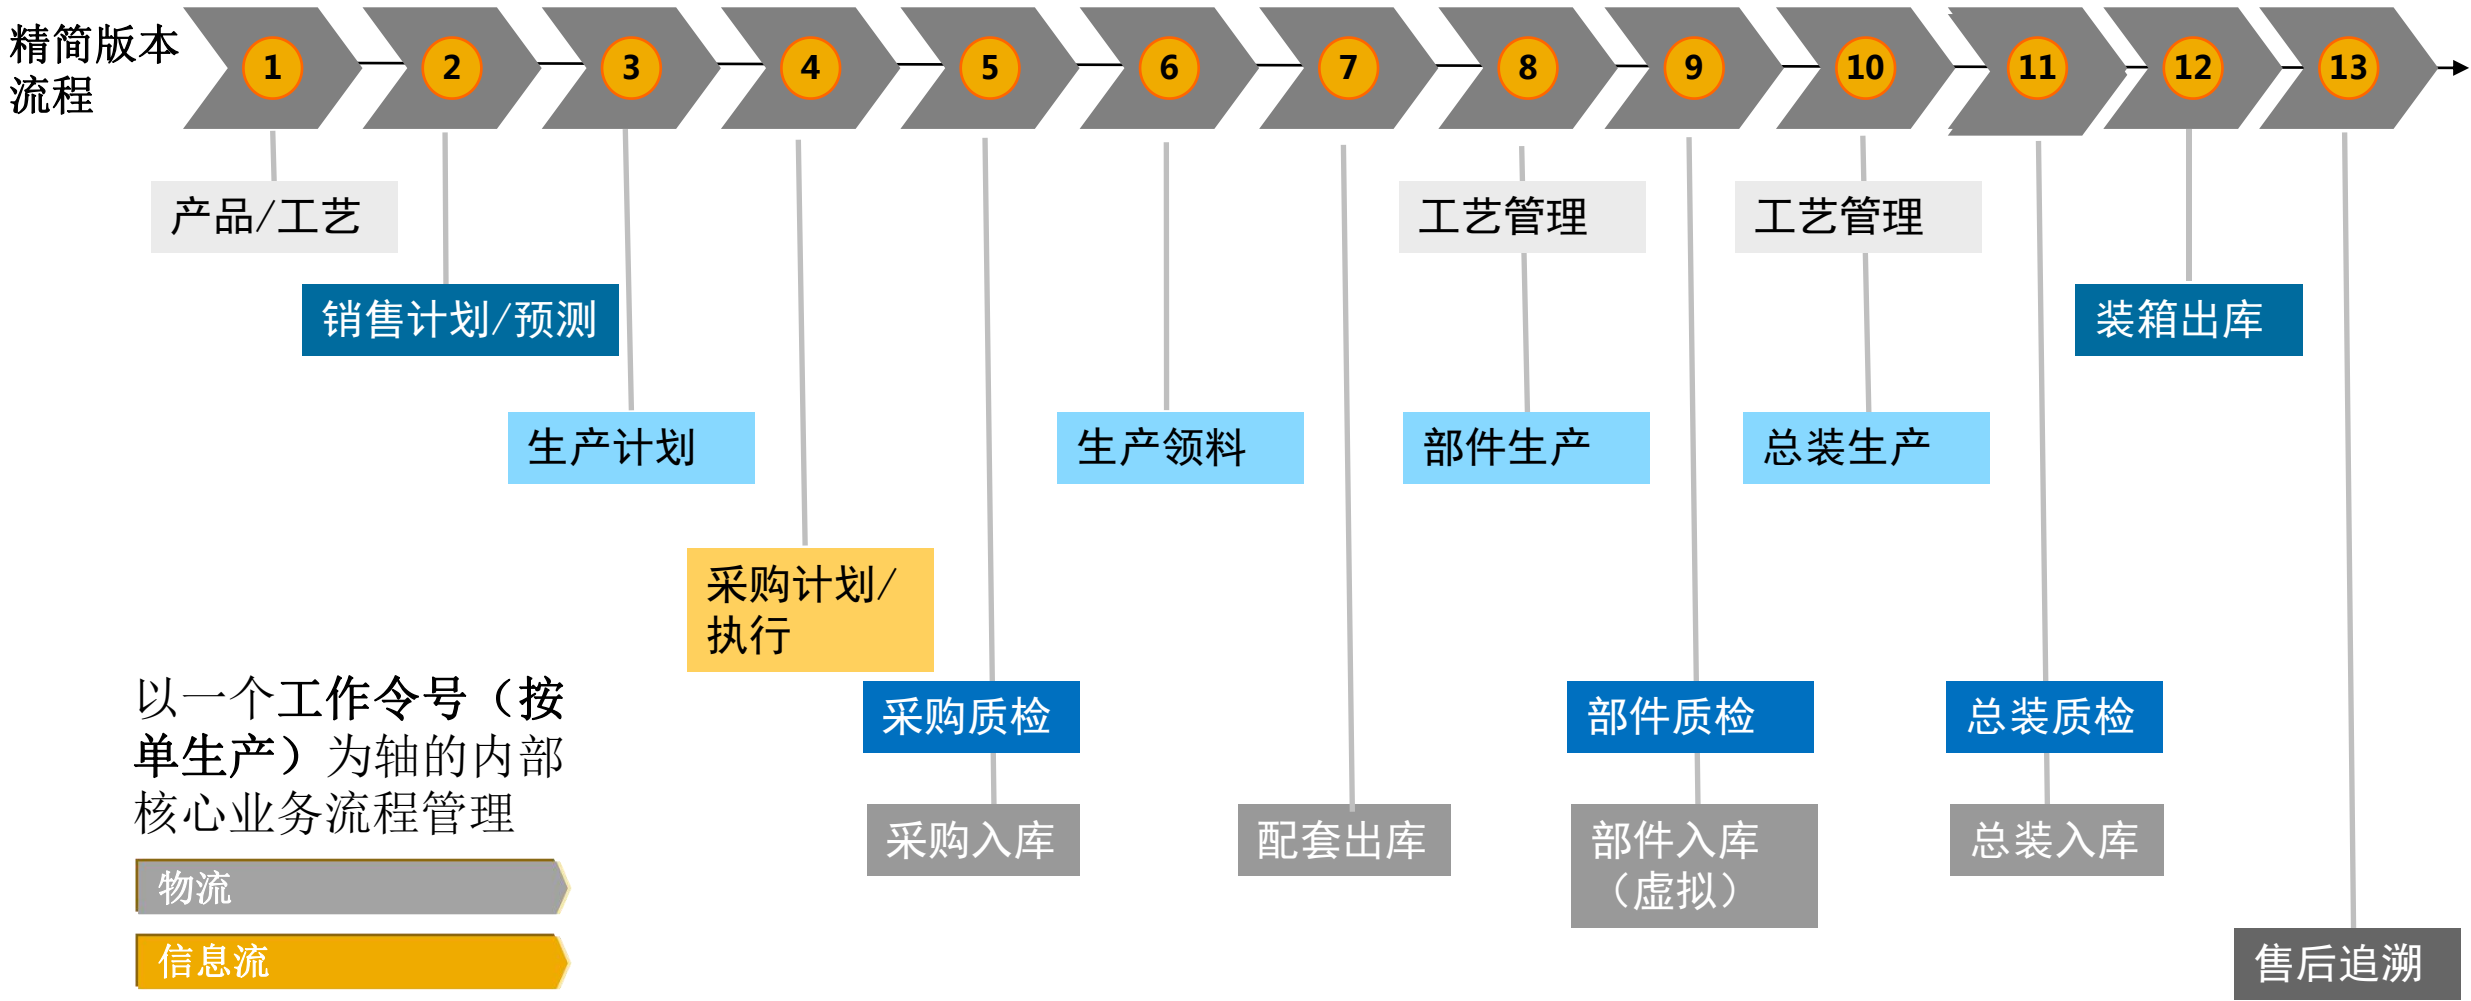 精简版本
流程
1
2
3
4
5
6
7
8
9
10
11
12
13
产品/工艺
工艺管理
工艺管理
销售计划/预测
装箱出库
生产计划
生产领料
部件生产
总装生产
采购计划/
执行
采购质检
部件质检
总装质检
采购入库
配套出库
部件入库
（虚拟）
总装入库
售后追溯
以一个工作令号（按
单生产）为轴的内部
核心业务流程管理
物流
信息流